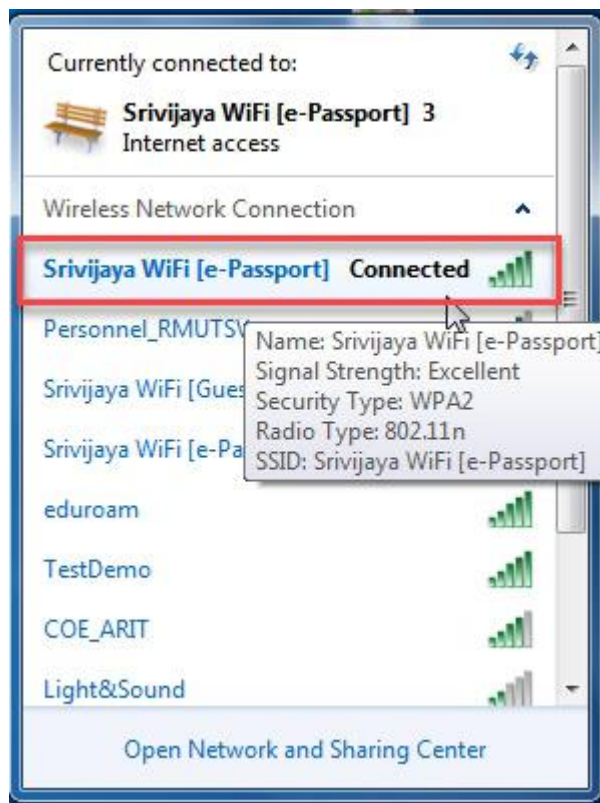 Currently connected to:
Srivijaya WiFi [e-Passport] 3
Internet access
Wireless Network Connection
Srivijaya WiFi [e-Passport] Connected
Personnel_RMUTSV
Name: Srivijaya WiFi [e-Passport]
Srivijaya WiFi [Gues
Signal Strength: Excellent
Security Type: WPA2
Radio Type: 802.11n
Srivijaya WiFi [e-Pa
SSID: Srivijaya WiFi [e-Passport]
eduroam
TestDemo
COE_ARIT
Light&Sound
Open Network and Sharing Center